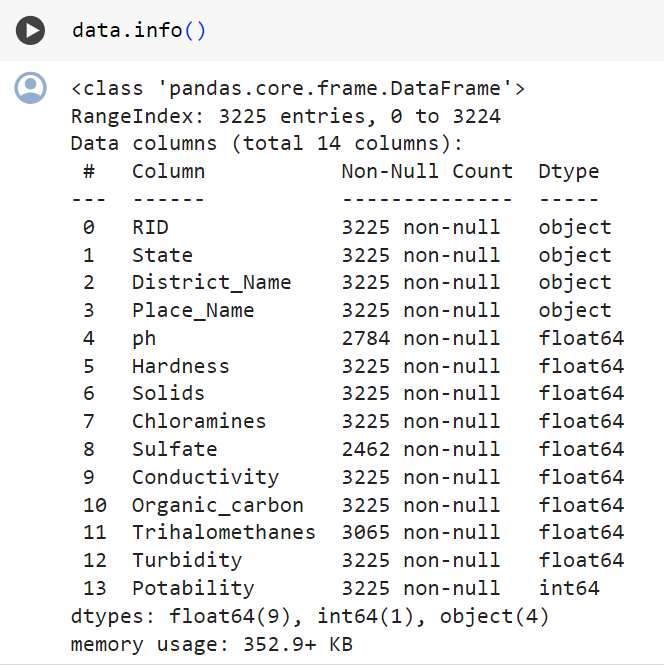 data.info()
<class 'pandas.core.frame.DataFrame'>
RangeIndex: 3225 entries, 0 to 3224
Data columns (total 14 columns):
 #   Column           Non-Null Count  Dtype
---  ------           --------------  -----
 0   RID              3225 non-null   object
 1   State            3225 non-null   object
 2   District_Name    3225 non-null   object
 3   Place_Name       3225 non-null   object
 4   ph               2784 non-null   float64
 5   Hardness         3225 non-null   float64
 6   Solids           3225 non-null   float64
 7   Chloramines      3225 non-null   float64
 8   Sulfate          2462 non-null   float64
 9   Conductivity     3225 non-null   float64
 10  Organic_carbon   3225 non-null   float64
 11  Trihalomethanes  3065 non-null   float64
 12  Turbidity        3225 non-null   float64
 13  Potability       3225 non-null   int64
dtypes: float64(9), int64(1), object(4)
memory usage: 352.9+ KB